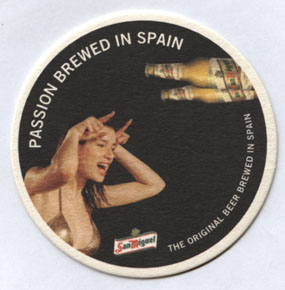 PASSION BREWED IN SPAIN
San Miguel
THE ORIGINAL BEER BREWED IN SPAIN